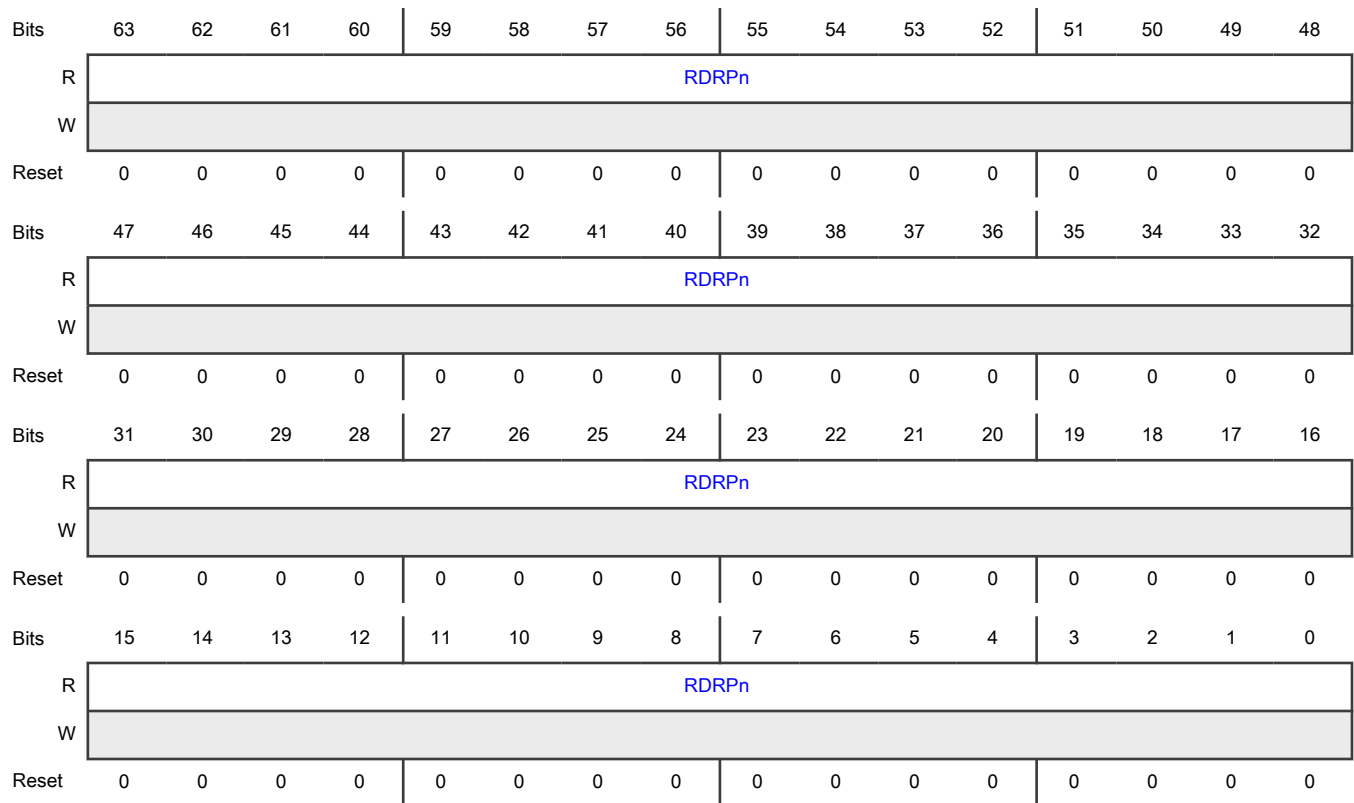 Bits 63 62 61 60 59 58 57 56 55 54 53 52 51 50 49 48
R RDRPn
W
Reset 0 0 0 0 0 0 0 0 0 0 0 0 0 0 0 0
Bits 47 46 45 44 43 42 41 40 39 38 37 36 35 34 33 32
R RDRPn
W
Reset 0 0 0 0 0 0 0 0 0 0 0 0 0 0 0 0
Bits 31 30 29 28 27 26 25 24 23 22 21 20 19 18 17 16
R RDRPn
W
Reset 0 0 0 0 0 0 0 0 0 0 0 0 0 0 0 0
Bits 15 14 13 12 11 10 9 8 7 6 5 4 3 2 1 0
R RDRPn
W
Reset 0 0 0 0 0 0 0 0 0 0 0 0 0 0 0 0